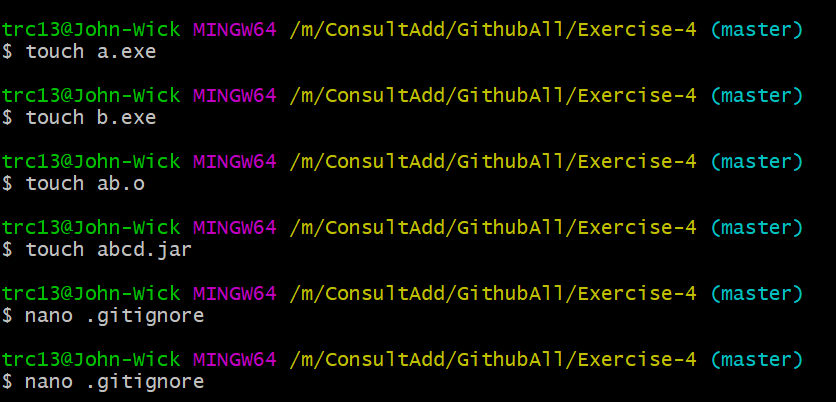 trc13@John-Wick MINGW64 /m/ConsultAdd/GithubAll/Exercise-4 (master)
$ touch a.exe
trc13@John-Wick MINGW64 /m/ConsultAdd/GithubAll/Exercise-4 (master)
$ touch b.exe
trc13@John-Wick MINGW64 /m/ConsultAdd/GithubAll/Exercise-4 (master)
$ touch ab.o
trc13@John-Wick MINGW64 /m/ConsultAdd/GithubAll/Exercise-4 (master)
$ touch abcd.jar
trc13@John-Wick MINGW64 /m/ConsultAdd/GithubAll/Exercise-4 (master)
$ nano .gitignore
trc13@John-Wick MINGW64 /m/ConsultAdd/GithubAll/Exercise-4 (master)
$ nano .gitignore